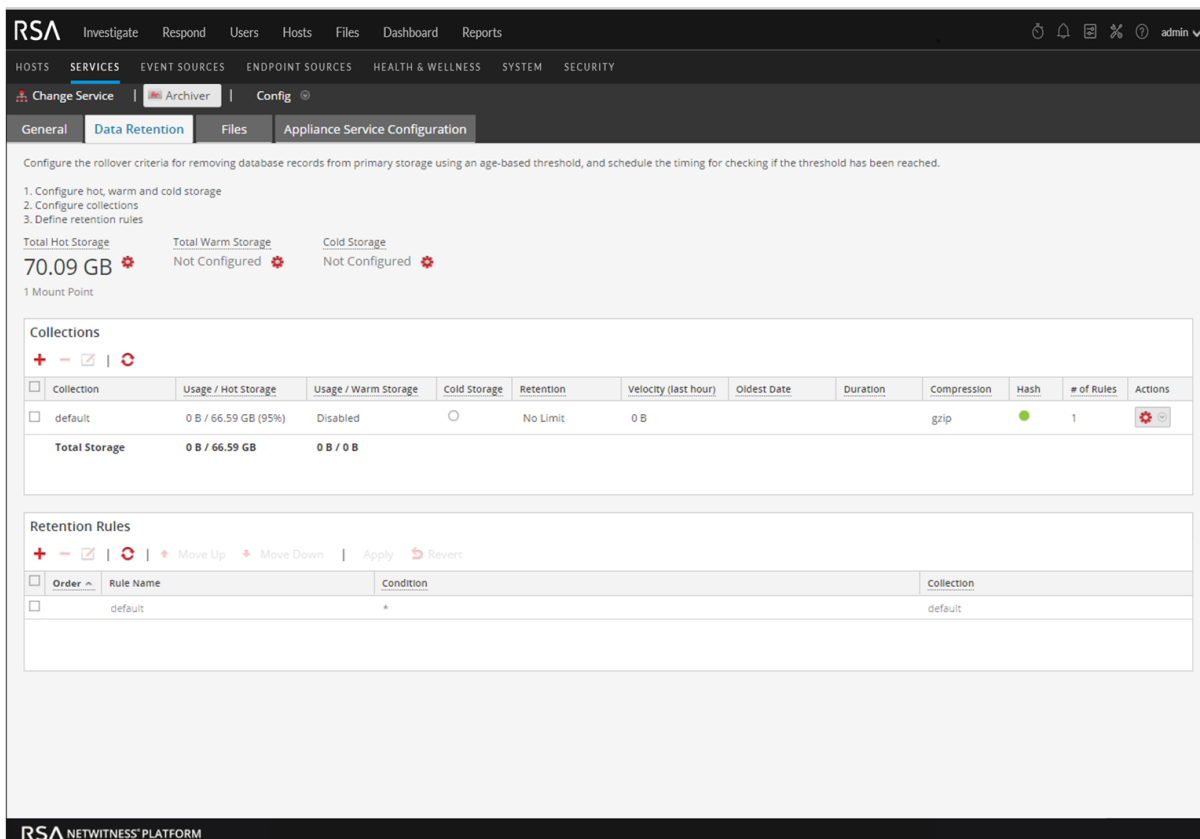 RSA Investigate Respond Users Hosts Files Dashboard Reports admin
HOSTS SERVICES EVENT SOURCES ENDPOINT SOURCES HEALTH & WELLNESS SYSTEM SECURITY
Change Service | Archiver | Config
General Data Retention Files Appliance Service Configuration
Configure the rollover criteria for removing database records from primary storage using an age-based threshold, and schedule the timing for checking if the threshold has been reached.
1. Configure hot, warm and cold storage
2. Configure collections
3. Define retention rules
Total Hot Storage Total Warm Storage Cold Storage
70.09 GB Not Configured Not Configured
1 Mount Point
Collections
Collection Usage / Hot Storage Usage / Warm Storage Cold Storage Retention Velocity (last hour) Oldest Date Duration Compression Hash # of Rules Actions
default 0 B / 66.59 GB (95%) Disabled No Limit 0 B gzip 1
Total Storage 0 B / 66.59 GB 0 B / 0 B
Retention Rules
Move Up Move Down | Apply Revert
Order Rule Name Condition Collection
default * default
RSA NETWITNESS® PLATFORM